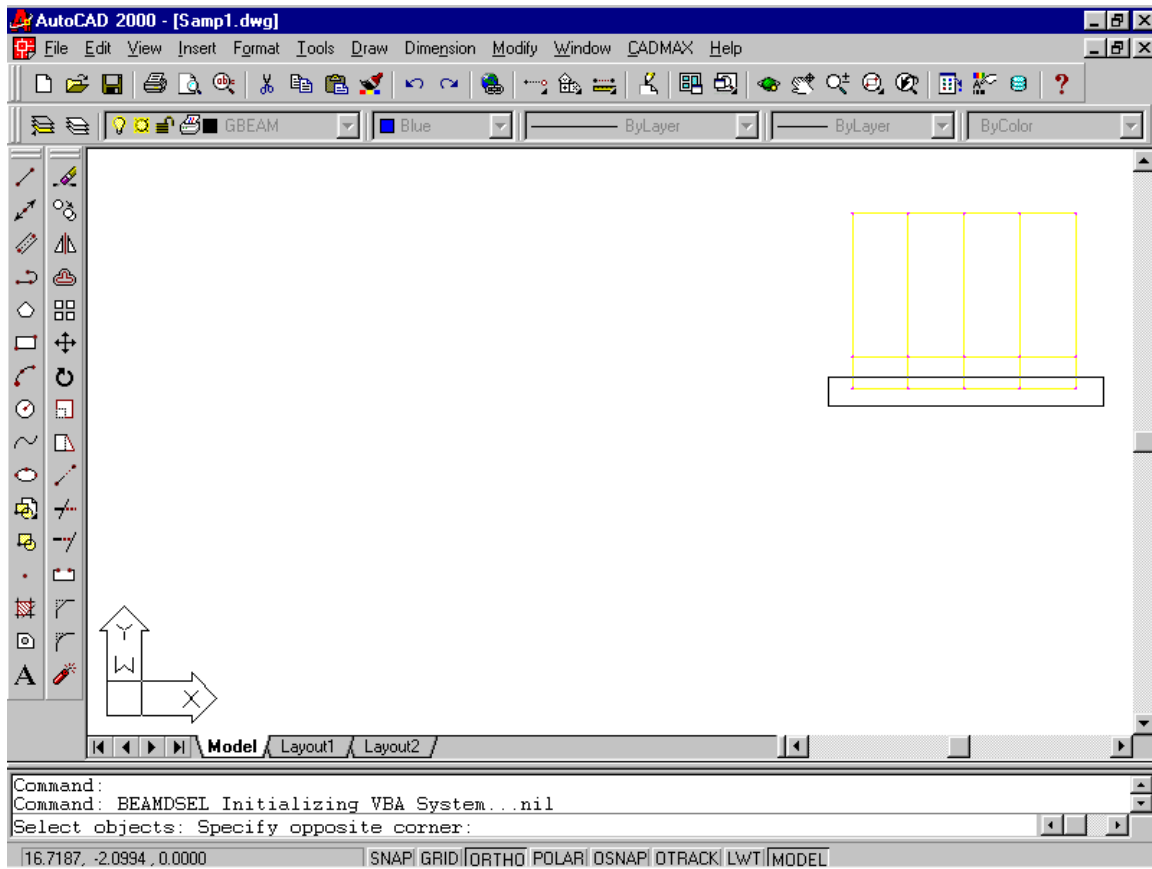 AutoCAD 2000 - [Samp1.dwg]
File Edit View Insert Format Tools Draw Dimension Modify Window CADMAX Help
GBEAM Blue ByLayer ByLayer ByColor
A
Y
W
X
Model Layout1 Layout2
Command:
Command: BEAMDSEL Initializing VBA System...nil
Select objects: Specify opposite corner:
16.7187, -2.0994 , 0.0000 SNAP GRID ORTHO POLAR OSNAP OTRACK LWT MODEL